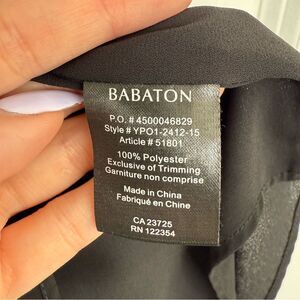 BABATON
P.O. # 4500046829
Style # YPO1-2412-15
Article # 51801
100% Polyester
Exclusive of Trimming
Garniture non comprise
Made in China
Fabriqué en Chine
CA 23725
RN 122354